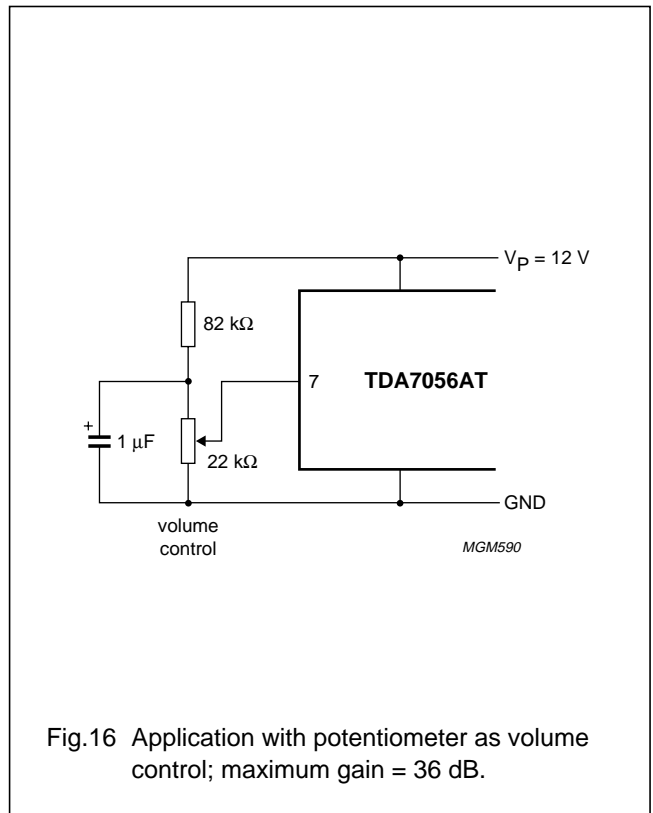 V_P = 12 V
82 kΩ
7
TDA7056AT
+
1 μF
22 kΩ
GND
volume
control
MGM590
Fig.16 Application with potentiometer as volume
control; maximum gain = 36 dB.